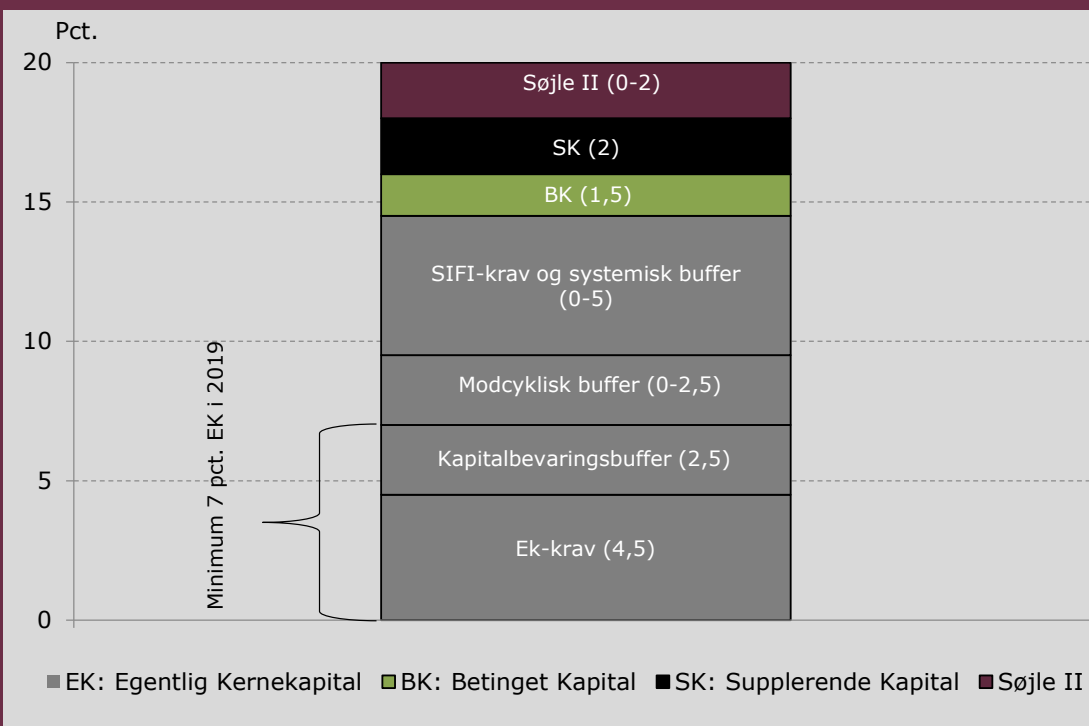 Pct.
20
15
10
5
0
Søjle II (0-2)
SK (2)
BK (1,5)
SIFI-krav og systemisk buffer
(0-5)
Modcyklisk buffer (0-2,5)
Kapitalbevaringsbuffer (2,5)
Ek-krav (4,5)
Minimum 7 pct. EK i 2019
EK: Egentlig Kernekapital BK: Betinget Kapital SK: Supplerende Kapital Søjle II